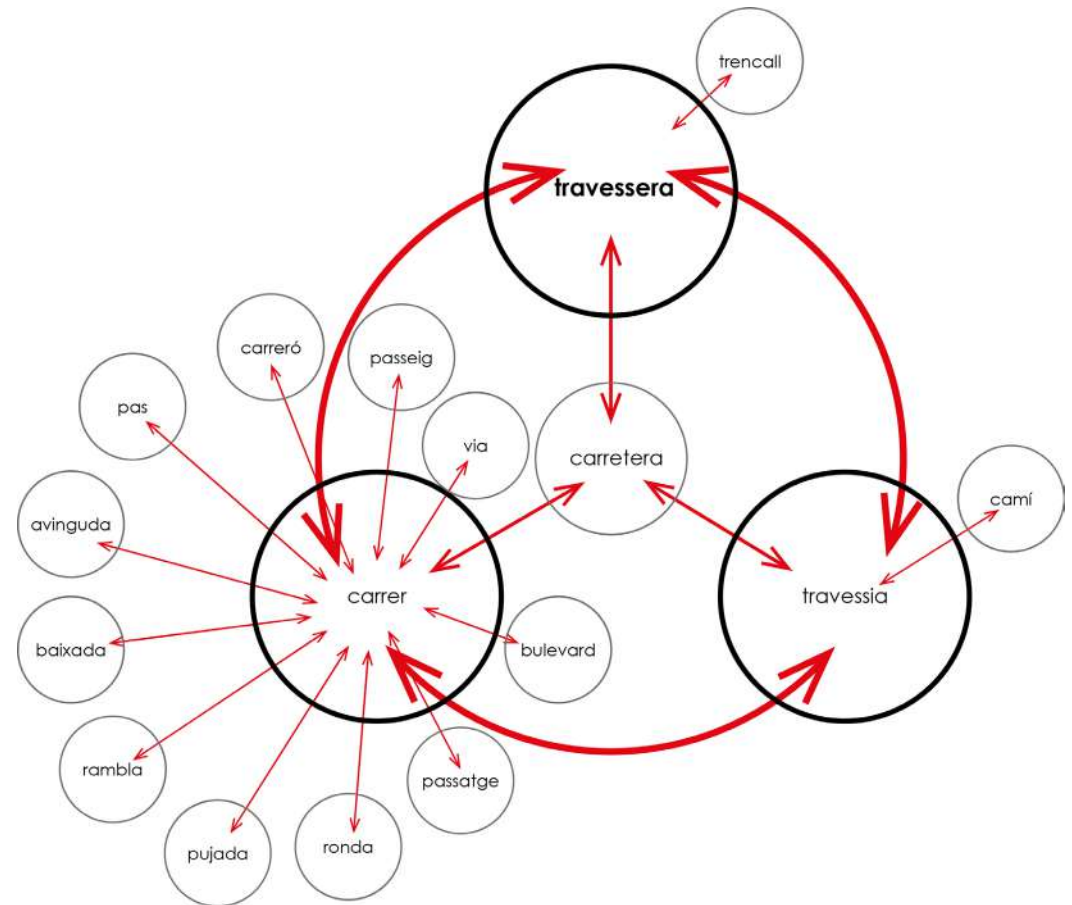 trencall
travessera
carreró
passeig
pas
via
carretera
avinguda
camí
carrer
travessia
baixada
bulevard
rambla
passatge
pujada
ronda